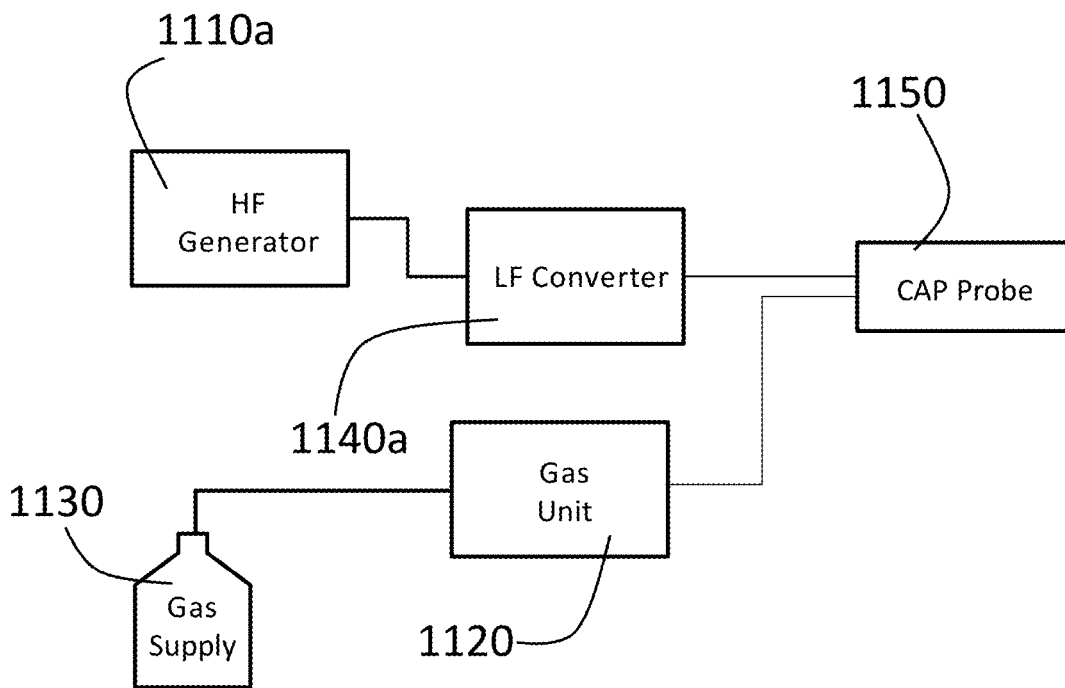 1110a
HF
Generator
1150
LF Converter
CAP Probe
1140a
Gas
Unit
1130
Gas
Supply
1120